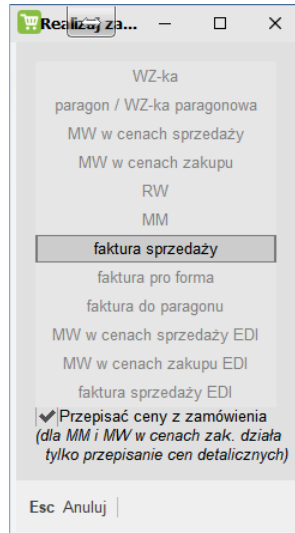 Realizuj za...
WZ-ka
paragon / WZ-ka paragonowa
MW w cenach sprzedaży
MW w cenach zakupu
RW
MM
faktura sprzedaży
faktura pro forma
faktura do paragonu
MW w cenach sprzedaży EDI
MW w cenach zakupu EDI
faktura sprzedaży EDI
Przepisać ceny z zamówienia
(dla MM i MW w cenach zak. działa
tylko przepisanie cen detalicznych)
Esc Anuluj